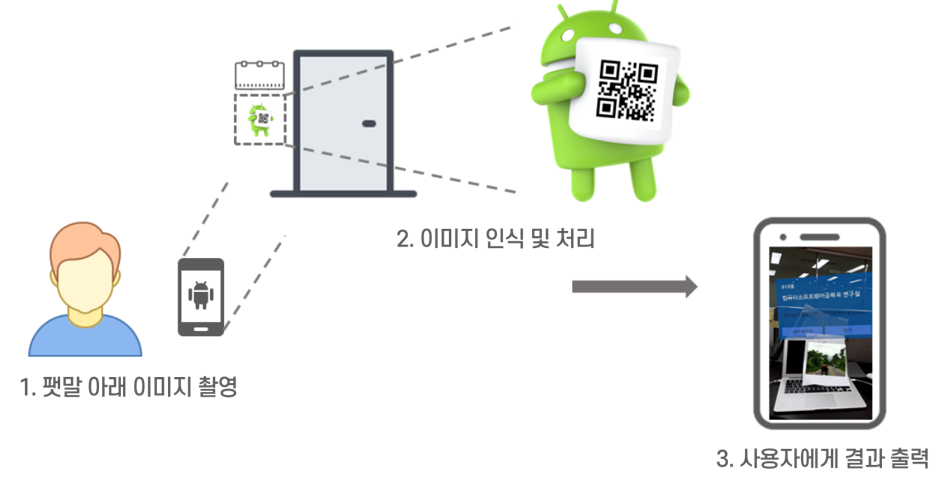 2. 이미지 인식 및 처리
컴퓨터소프트웨어공학과 연구실
1. 팻말 아래 이미지 촬영
3. 사용자에게 결과 출력